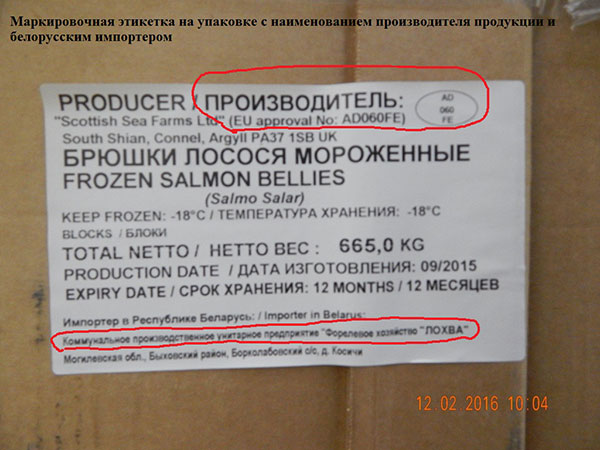 Маркировочная этикетка на упаковке с наименованием производителя продукции и
белорусским импортером
PRODUCER / ПРОИЗВОДИТЕЛЬ:
"Scottish Sea Farms Ltd" (EU approval No: AD060FE)
AD
060
FE
South Shian, Connel, Argyll PA37 1SB UK
БРЮШКИ ЛОСОСЯ МОРОЖЕННЫЕ
FROZEN SALMON BELLIES
(Salmo Salar)
KEEP FROZEN: -18°C / ТЕМПЕРАТУРА ХРАНЕНИЯ: -18°C
BLOCKS / БЛОКИ
TOTAL NETTO / НЕТТО ВЕС : 665,0 KG
PRODUCTION DATE / ДАТА ИЗГОТОВЛЕНИЯ: 09/2015
EXPIRY DATE / СРОК ХРАНЕНИЯ: 12 MONTHS / 12 МЕСЯЦЕВ
Импортер в Республике Беларусь: / Importer in Belarus:
Коммунальное производственное унитарное предприятие "Форелевое хозяйство "ЛОХВА"
Могилевская обл., Быховский район, Борколабовский с/с, д. Косичи
12 02 2016 10:04